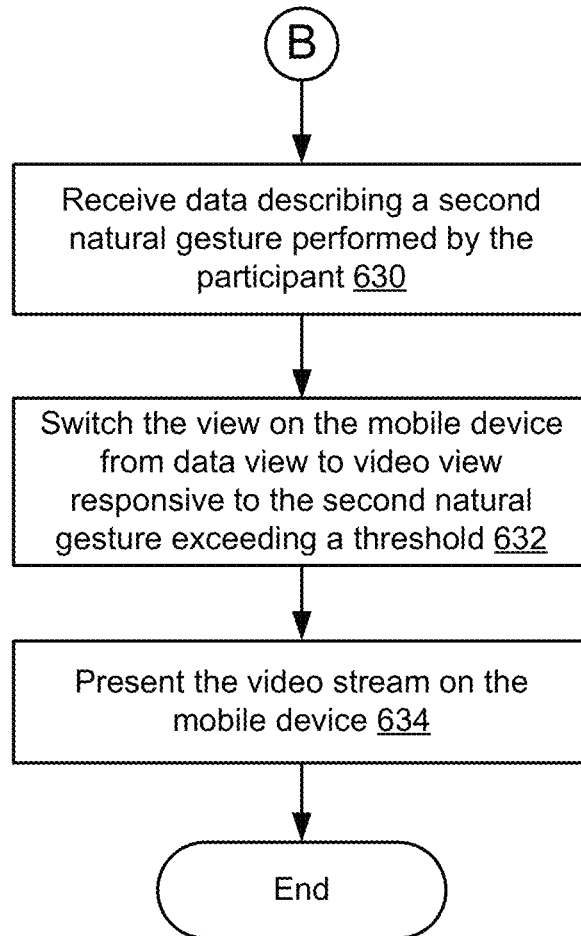 B
Receive data describing a second
natural gesture performed by the
participant 630
Switch the view on the mobile device
from data view to video view
responsive to the second natural
gesture exceeding a threshold 632
Present the video stream on the
mobile device 634
End